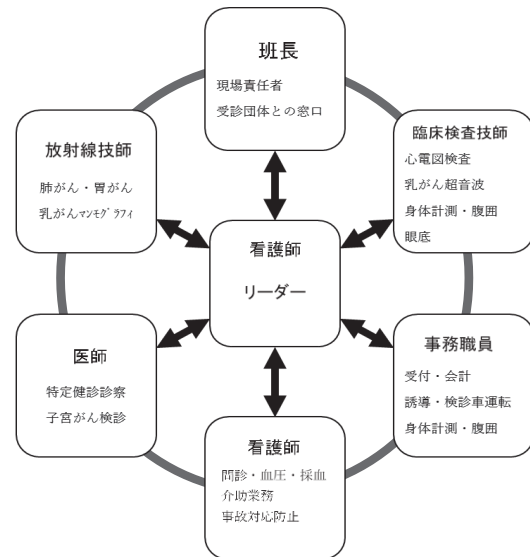 班長
現場責任者
受診団体との窓口
放射線技師
肺がん・胃がん
乳がんﾏﾝﾓｸﾞﾗﾌｨ
臨床検査技師
心電図検査
乳がん超音波
身体計測・腹囲
眼底
看護師
リーダー
医師
特定健診診察
子宮がん検診
事務職員
受付・会計
誘導・検診車運転
身体計測・腹囲
看護師
問診・血圧・採血
介助業務
事故対応防止